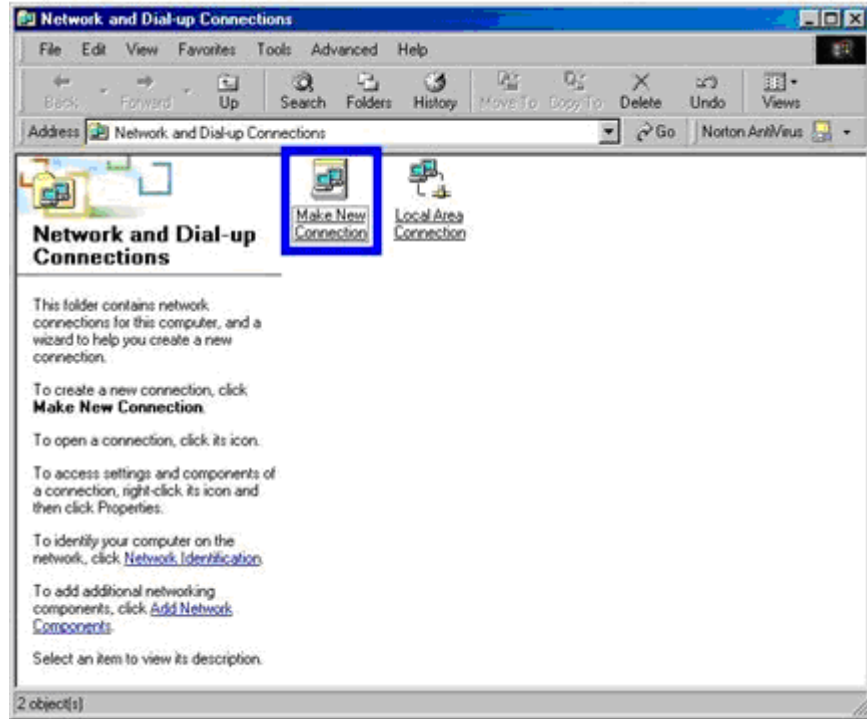 Network and Dial-up Connections
File Edit View Favorites Tools Advanced Help
Back Forward Up Search Folders History Move To Copy To Delete Undo Views
Address Network and Dial-up Connections Go Norton AntiVirus
Make New
Connection
Local Area
Connection
Network and Dial-up
Connections
This folder contains network
connections for this computer, and a
wizard to help you create a new
connection.
To create a new connection, click
Make New Connection.
To open a connection, click its icon.
To access settings and components of
a connection, right-click its icon and
then click Properties.
To identify your computer on the
network, click Network Identification.
To add additional networking
components, click Add Network
Components.
Select an item to view its description.
2 object(s)